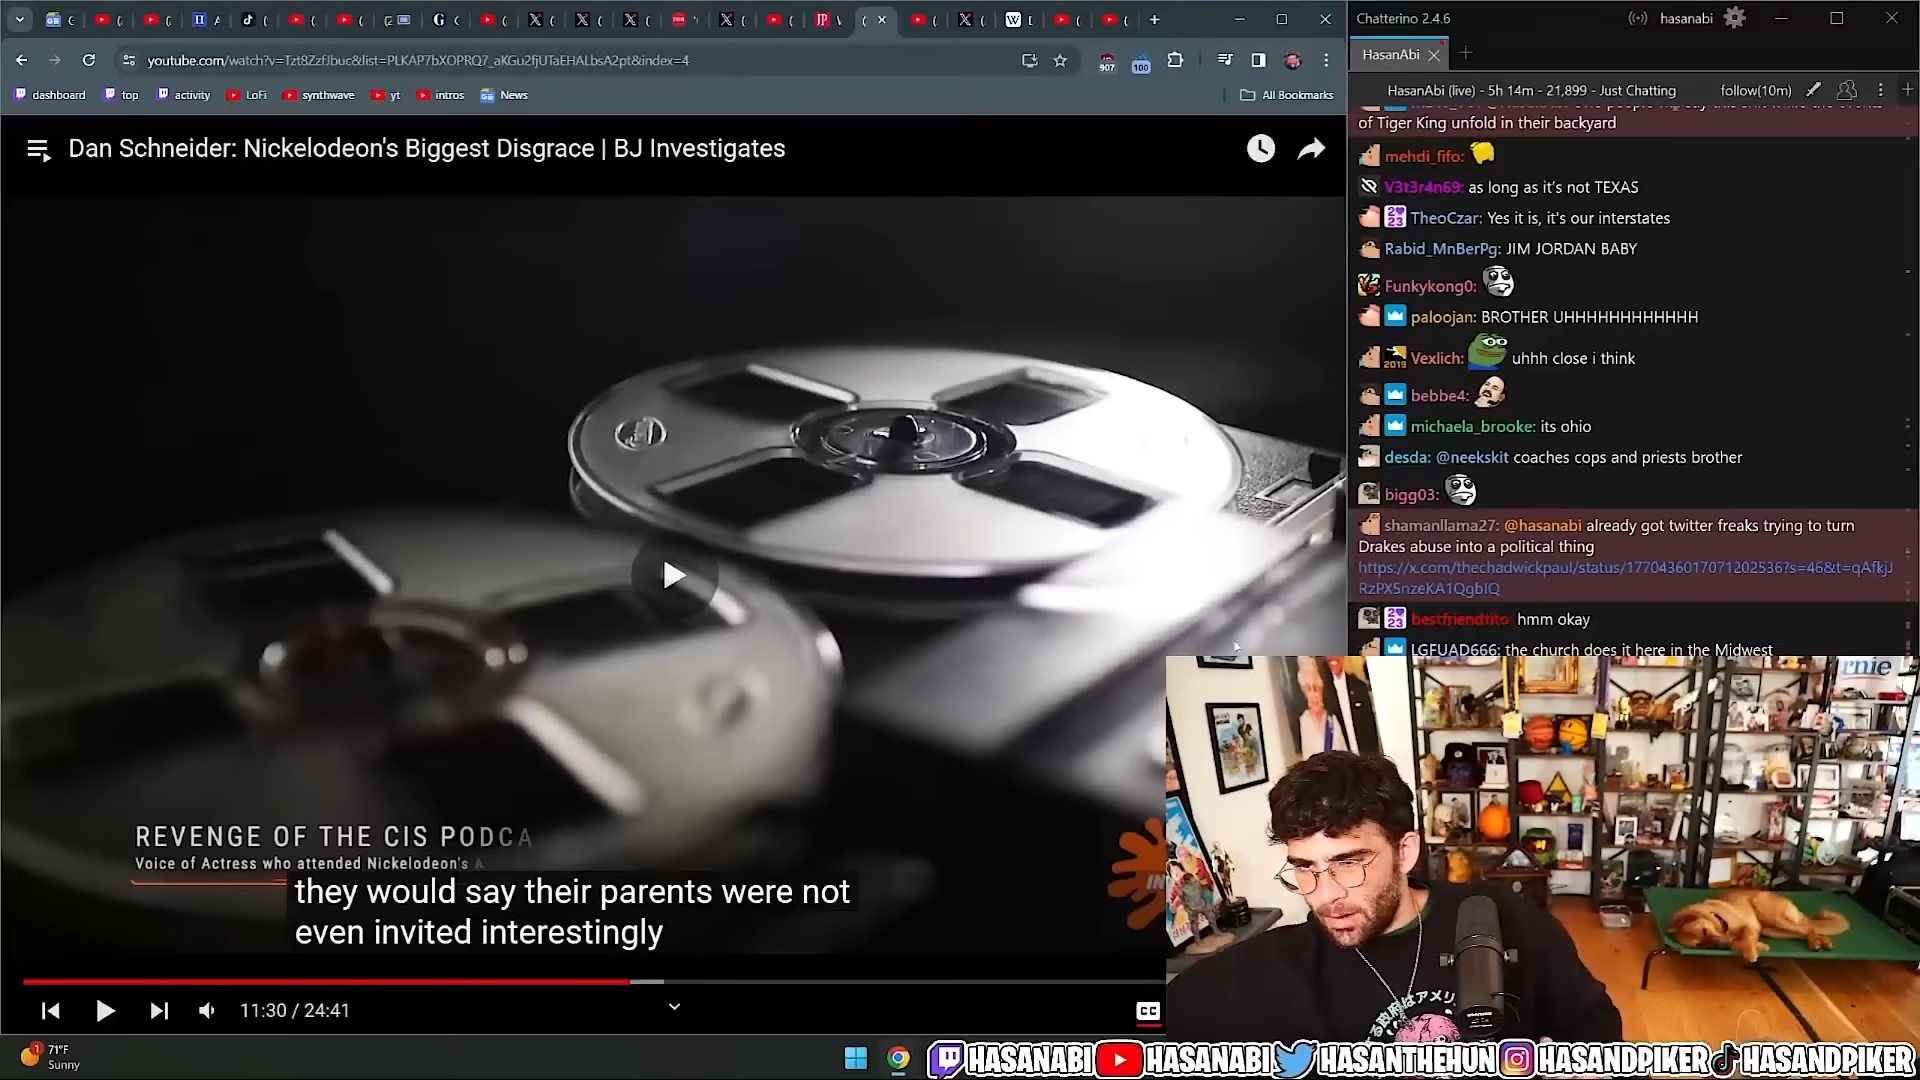 youtube.com/watch?v=Tzt8ZzfJbuc&list=PLKAP7bXOPRQ7_aKGu2fjUTaEHALbsA2pt&index=4
907
100
dashboard top activity LoFi synthwave yt intros News All Bookmarks
Dan Schneider: Nickelodeon's Biggest Disgrace | BJ Investigates
REVENGE OF THE CIS PODCA
Voice of Actress who attended Nickelodeon's
they would say their parents were not
even invited interestingly
11:30 / 24:41
CC
1
71°F
Sunny
Chatterino 2.4.6
hasanabi
HasanAbi
HasanAbi (live) - 5h 14m - 21,899 - Just Chatting follow(10m)
of Tiger King unfold in their backyard
mehdi_fifo:
V3t3r4n69: as long as it's not TEXAS
TheoCzar: Yes it is, it's our interstates
Rabid_MnBerPg: JIM JORDAN BABY
Funkykong0:
paloojan: BROTHER UHHHHHHHHHHHH
2019 Vexlich: uhhh close i think
bebbe4:
michaela_brooke: its ohio
desda: @neekskit coaches cops and priests brother
bigg03:
shamanllama27: @hasanabi already got twitter freaks trying to turn
Drakes abuse into a political thing
https://x.com/thechadwickpaul/status/1770436017071202536?s=46&t=qAfkjJ
RzPX5nzeKA1QgbIQ
bestfriendtito: hmm okay
LGFUAD666: the church does it here in the Midwest
rnie
HASANABI HASANABI HASANTHEHUN HASANDPIKER HASANDPIKER